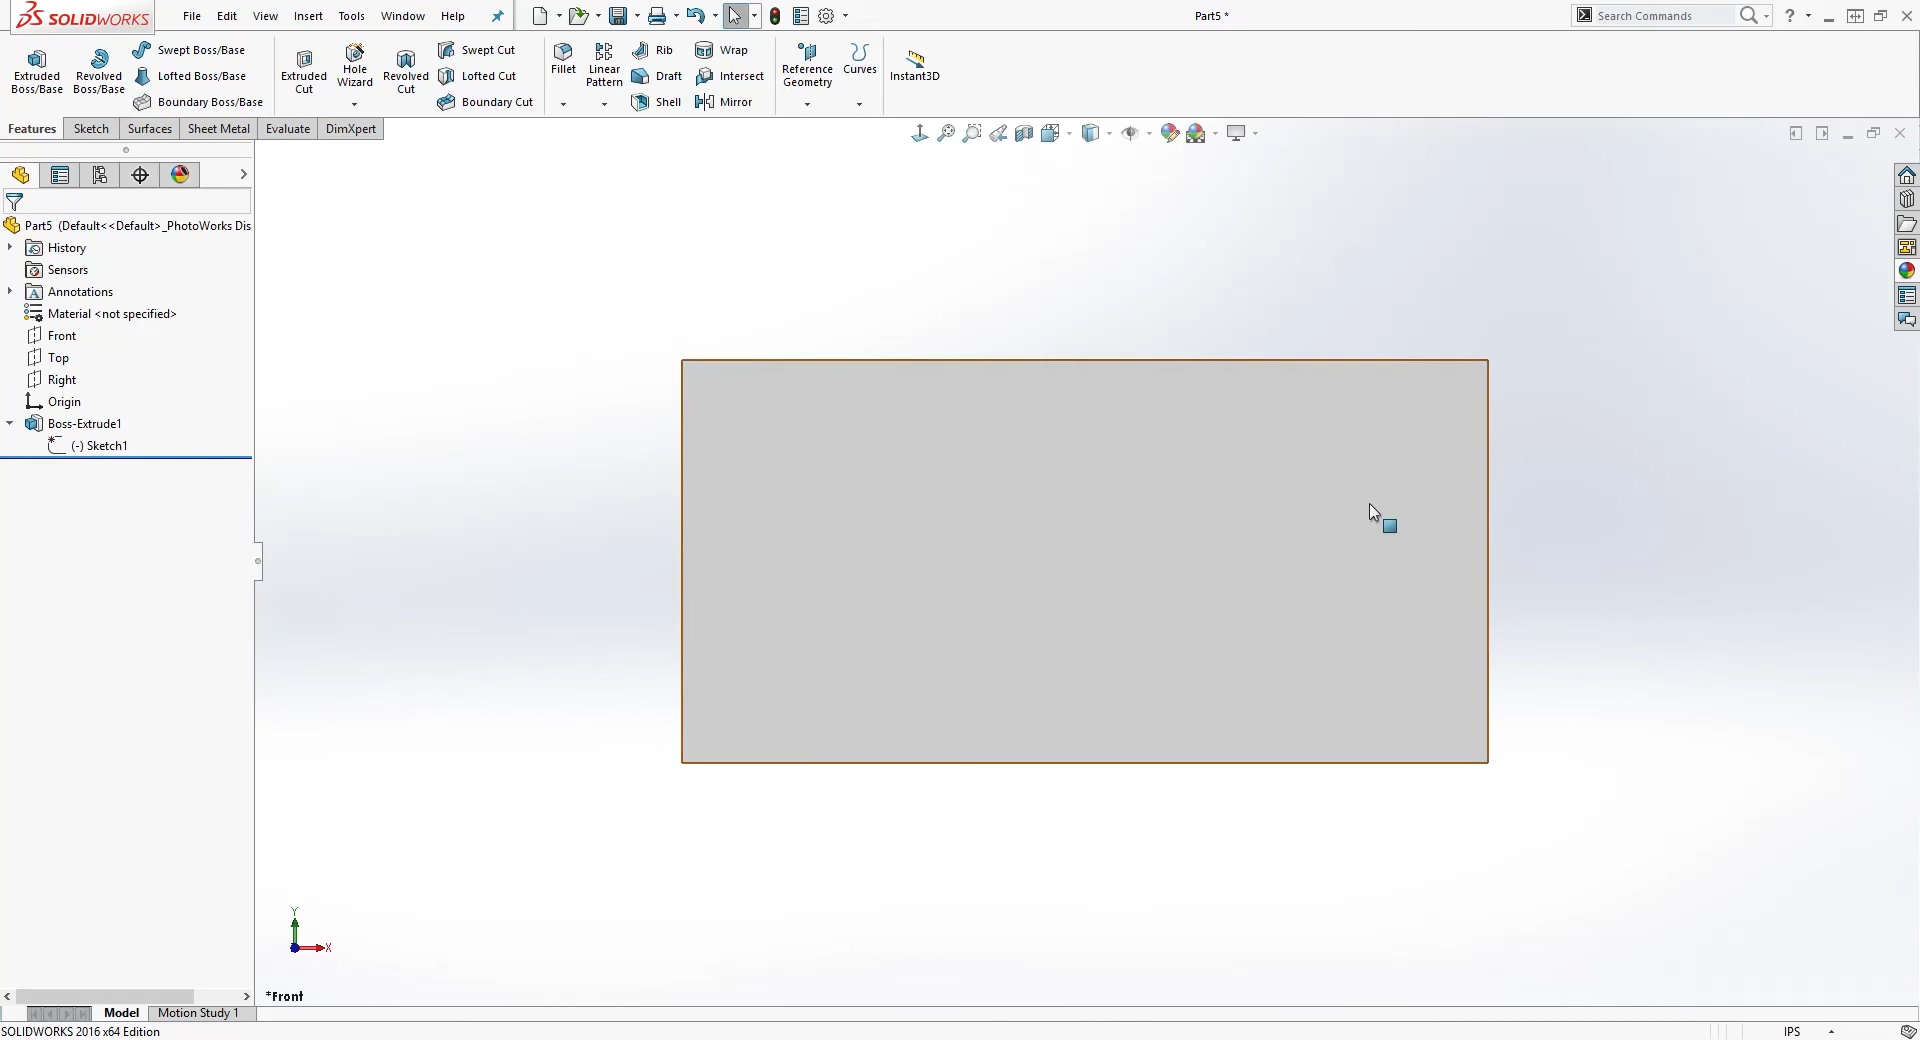 SOLIDWORKS File Edit View Insert Tools Window Help Part5 * Search Commands ?
Extruded Boss/Base
Revolved Boss/Base
Swept Boss/Base
Lofted Boss/Base
Boundary Boss/Base
Extruded Cut
Hole Wizard
Revolved Cut
Swept Cut
Lofted Cut
Boundary Cut
Fillet
Linear Pattern
Rib
Draft
Shell
Wrap
Intersect
Mirror
Reference Geometry
Curves
Instant3D
Features Sketch Surfaces Sheet Metal Evaluate DimXpert
Part5 (Default<<Default>_PhotoWorks Dis
History
Sensors
A Annotations
Material <not specified>
Front
Top
Right
Origin
Boss-Extrude1
(-) Sketch1
Y
X
*Front
Model Motion Study 1
SOLIDWORKS 2016 x64 Edition IPS